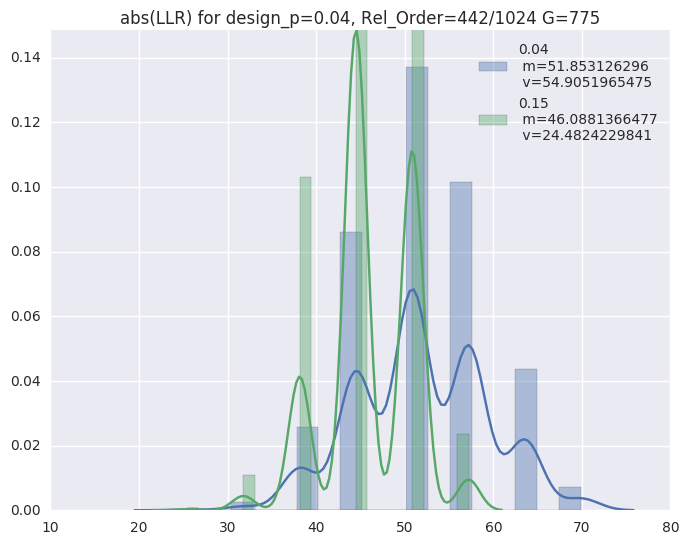 abs(LLR) for design_p=0.04, Rel_Order=442/1024 G=775
0.04
m=51.853126296
v=54.9051965475
0.15
m=46.0881366477
v=24.4824229841
0.14
0.12
0.10
0.08
0.06
0.04
0.02
0.00
10 20 30 40 50 60 70 80